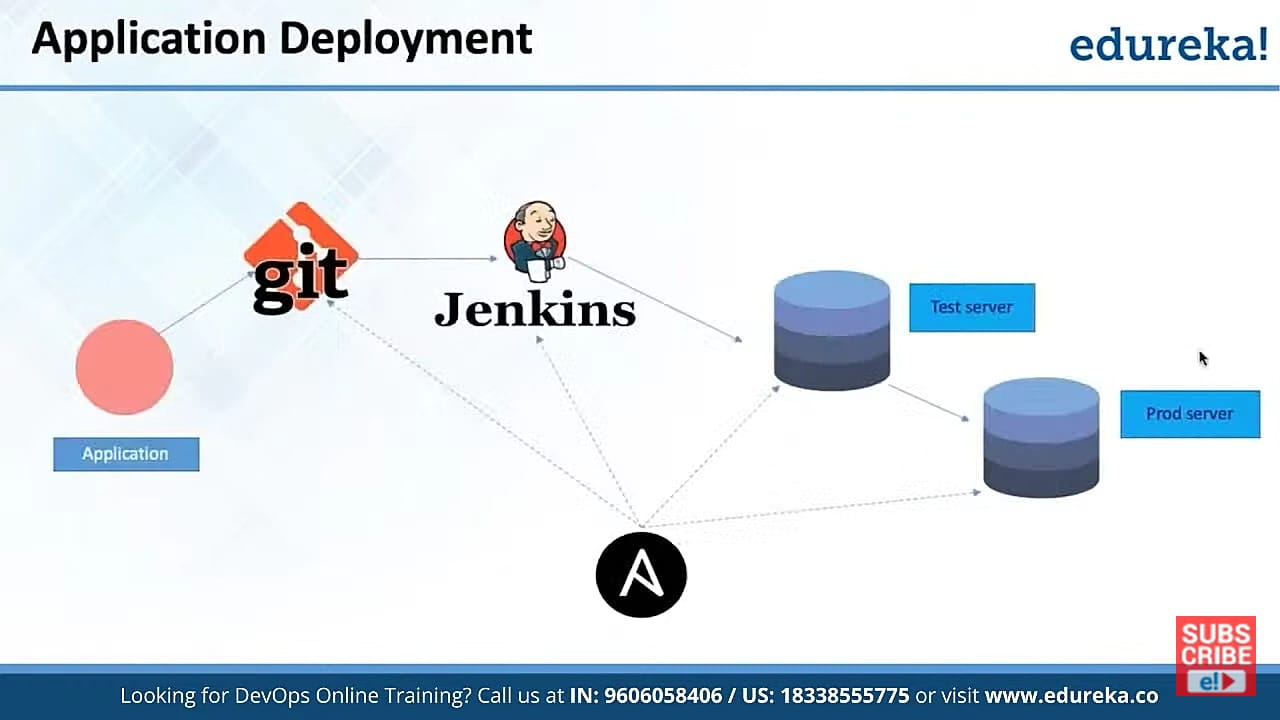 Application Deployment
edureka!
git
Jenkins
Test server
Prod server
Application
SUBS
CRIBE
e!
Looking for DevOps Online Training? Call us at IN: 9606058406 / US: 18338555775 or visit www.edureka.co